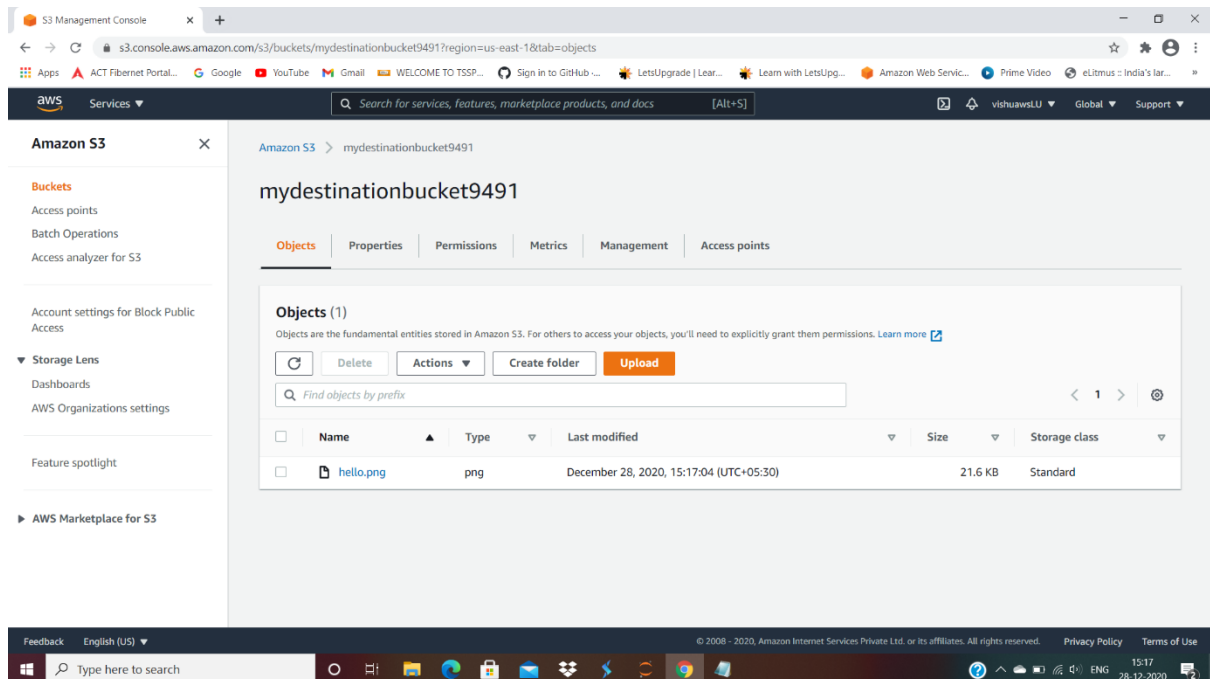 S3 Management Console
s3.console.aws.amazon.com/s3/buckets/mydestinationbucket9491?region=us-east-1&tab=objects
Apps ACT Fibernet Portal... Google YouTube Gmail WELCOME TO TSSP... Sign in to GitHub ·... LetsUpgrade | Lear... Learn with LetsUpg... Amazon Web Servic... Prime Video eLitmus :: India's lar... »
aws Services ▼ Search for services, features, marketplace products, and docs [Alt+S] vishuawsLU ▼ Global ▼ Support ▼
Amazon S3
Buckets
Access points
Batch Operations
Access analyzer for S3
Account settings for Block Public
Access
▼ Storage Lens
Dashboards
AWS Organizations settings
Feature spotlight
▶ AWS Marketplace for S3
Amazon S3 > mydestinationbucket9491
mydestinationbucket9491
Objects Properties Permissions Metrics Management Access points
Objects (1)
Objects are the fundamental entities stored in Amazon S3. For others to access your objects, you'll need to explicitly grant them permissions. Learn more
Delete Actions ▼ Create folder Upload
Find objects by prefix < 1 >
Name ▲ Type Last modified Size Storage class
hello.png png December 28, 2020, 15:17:04 (UTC+05:30) 21.6 KB Standard
Feedback English (US) ▼ © 2008 - 2020, Amazon Internet Services Private Ltd. or its affiliates. All rights reserved. Privacy Policy Terms of Use
Type here to search ENG 15:17
28-12-2020 2